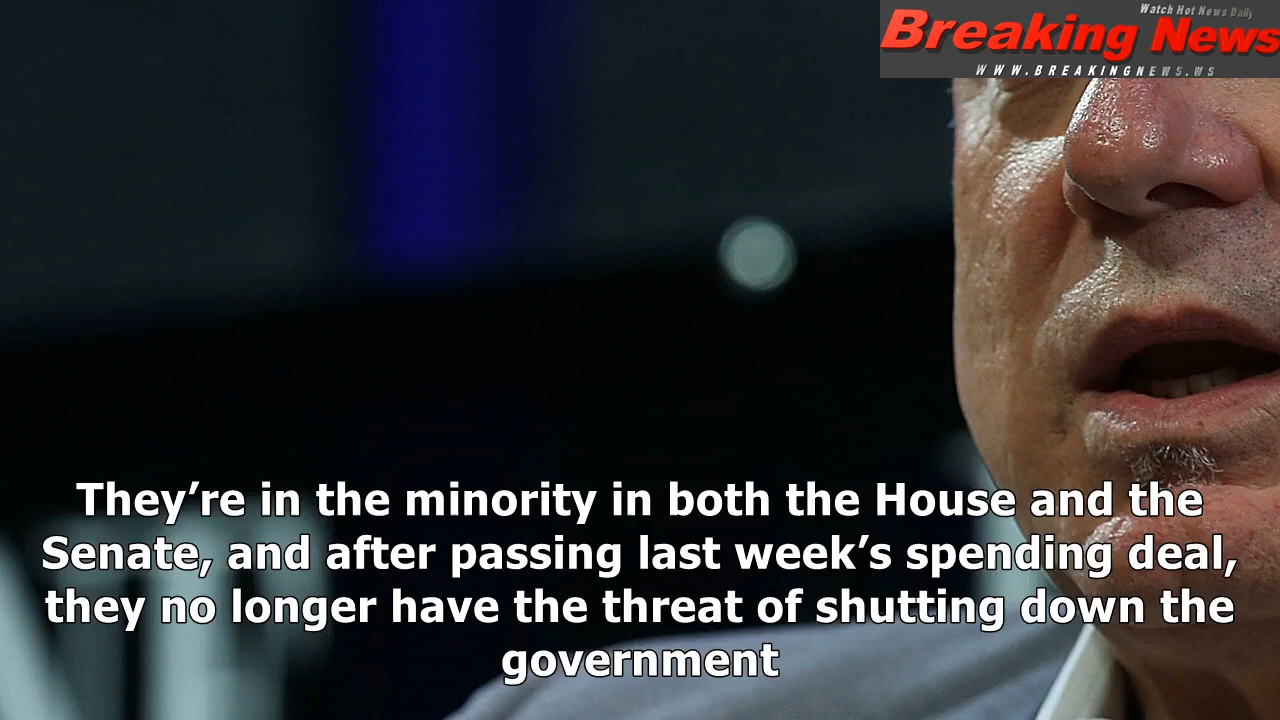 Watch Hot News Daily
Breaking News
WWW.BREAKINGNEWS.WS
They’re in the minority in both the House and the
Senate, and after passing last week’s spending deal,
they no longer have the threat of shutting down the
government